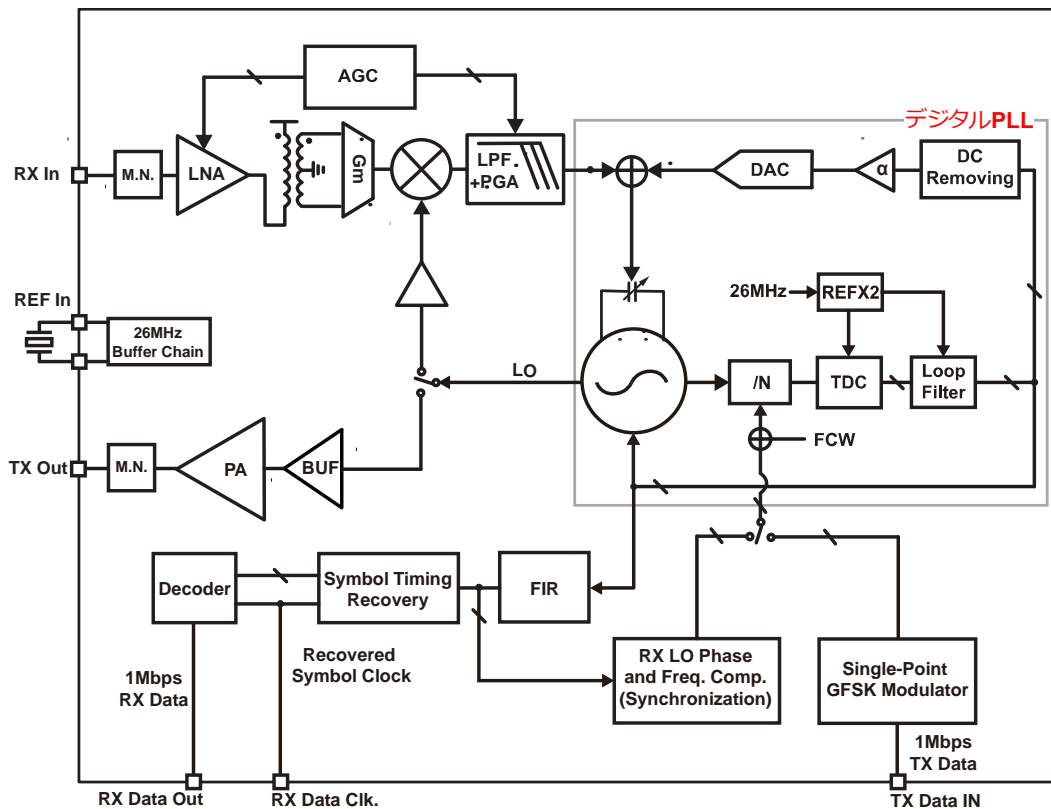 AGC
デジタルPLL
RX In
M.N.
LNA
Gm
LPF
+PGA
DAC
α
DC
Removing
REF In
26MHz
Buffer Chain
26MHz
REFX2
LO
/N
TDC
Loop
Filter
FCW
TX Out
M.N.
PA
BUF
Decoder
Symbol Timing
Recovery
FIR
1Mbps
RX Data
Recovered
Symbol Clock
RX LO Phase
and Freq. Comp.
(Synchronization)
Single-Point
GFSK Modulator
1Mbps
TX Data
RX Data Out
RX Data Clk.
TX Data IN